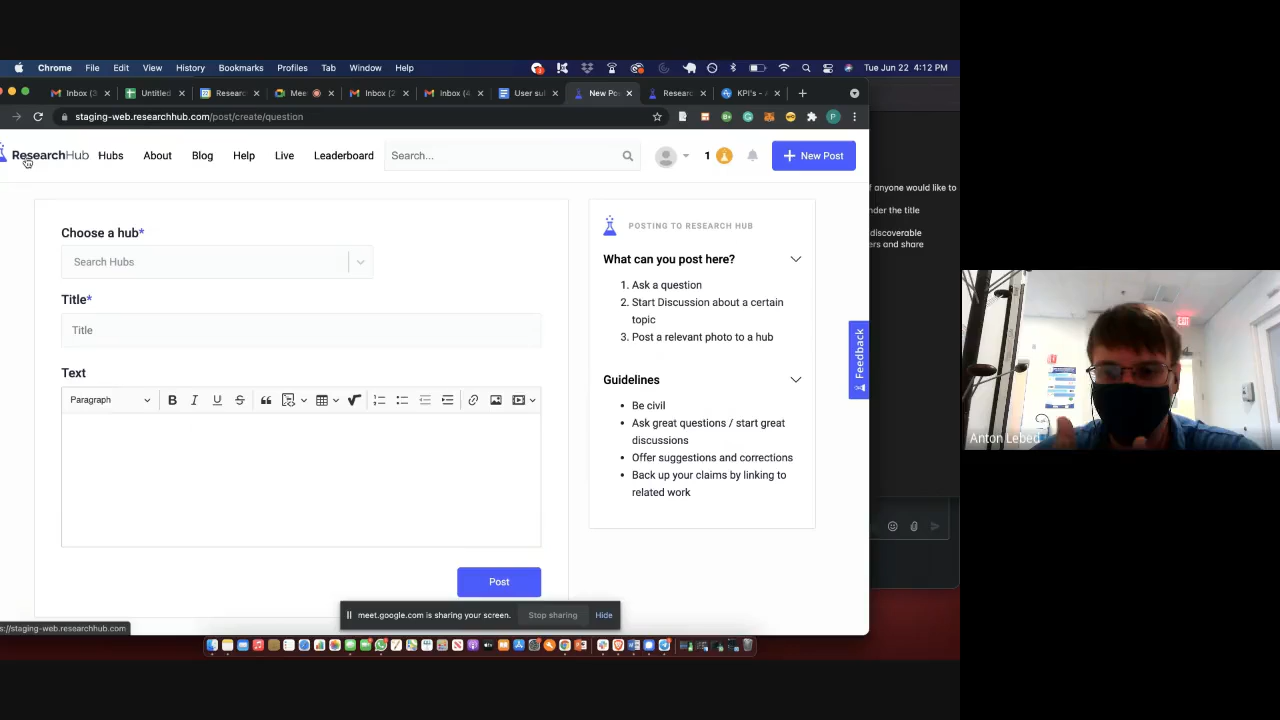 Chrome File Edit View History Bookmarks Profiles Tab Window Help Tue Jun 22 4:12 PM
Inbox (3 Untitled Researc Mee Inbox (2 Inbox (4 User sul New Po Researc KPI's - A
staging-web.researchhub.com/post/create/question
ResearchHub Hubs About Blog Help Live Leaderboard Search... 1 New Post
f anyone would like to
nder the title
discoverable
ers and share
Choose a hub*
Search Hubs
Title*
Title
Text
Paragraph B I U S
Post
POSTING TO RESEARCH HUB
What can you post here?
1. Ask a question
2. Start Discussion about a certain
topic
3. Post a relevant photo to a hub
Guidelines
Be civil
Ask great questions / start great
discussions
Offer suggestions and corrections
Back up your claims by linking to
related work
Feedback
meet.google.com is sharing your screen. Stop sharing Hide
s://staging-web.researchhub.com
Anton Lebed
EXIT